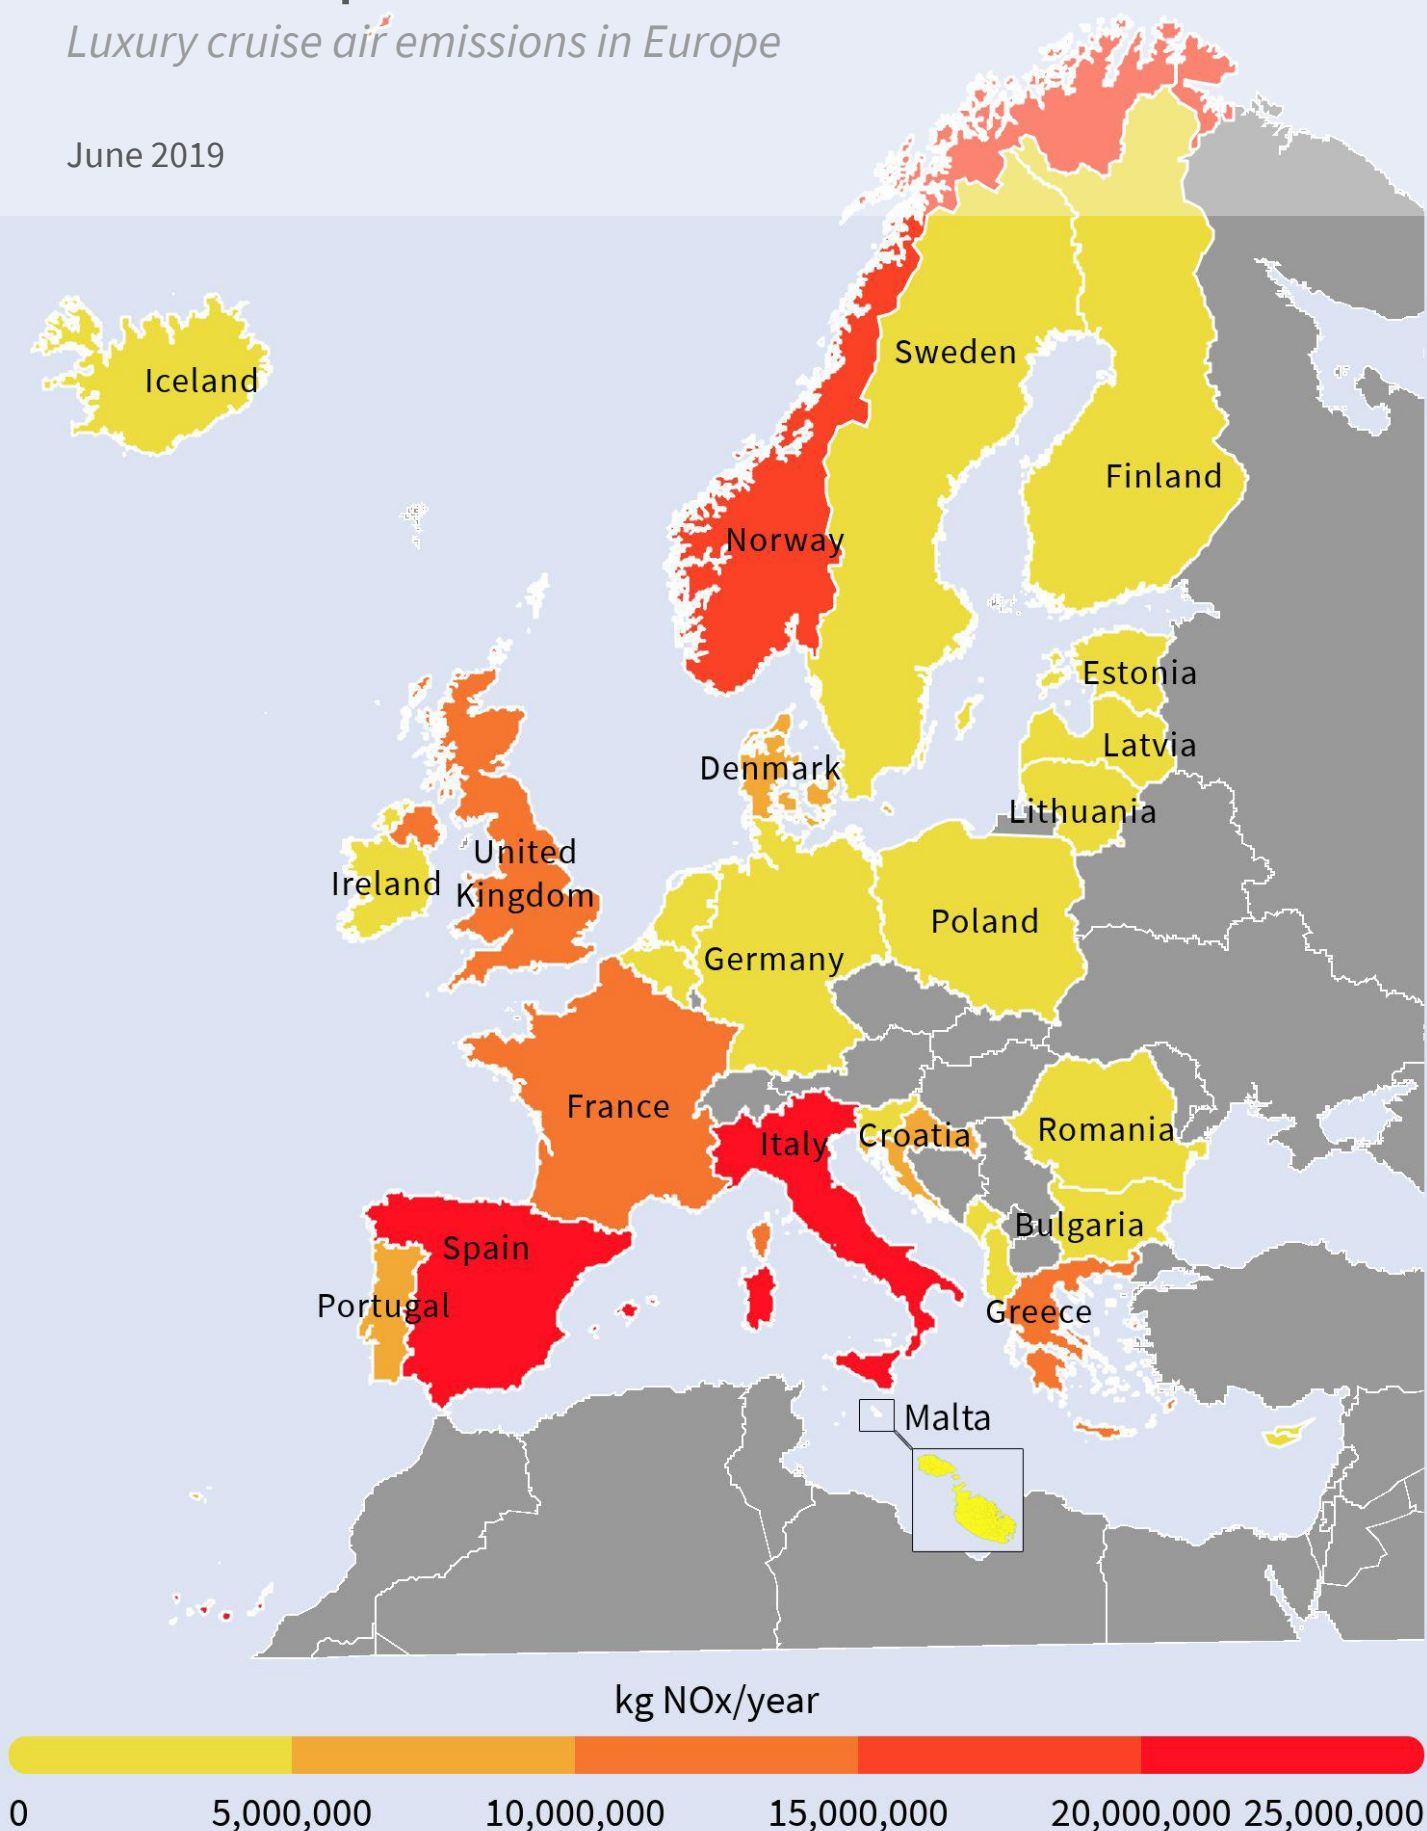 Luxury cruise air emissions in Europe
June 2019
Iceland
Sweden
Finland
Norway
Estonia
Latvia
Denmark
Lithuania
United
Kingdom
Ireland
Poland
Germany
France
Italy
Croatia
Romania
Bulgaria
Spain
Portugal
Greece
Malta
kg NOx/year
0 5,000,000 10,000,000 15,000,000 20,000,000 25,000,000